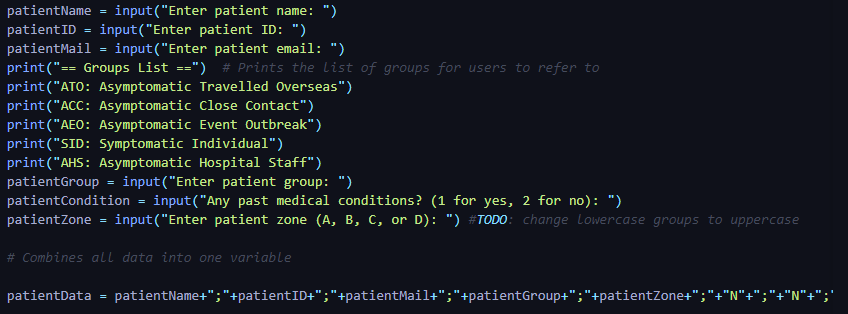 patientName = input("Enter patient name: ")
patientID = input("Enter patient ID: ")
patientMail = input("Enter patient email: ")
print("== Groups List ==")  # Prints the list of groups for users to refer to
print("ATO: Asymptomatic Travelled Overseas")
print("ACC: Asymptomatic Close Contact")
print("AEO: Asymptomatic Event Outbreak")
print("SID: Symptomatic Individual")
print("AHS: Asymptomatic Hospital Staff")
patientGroup = input("Enter patient group: ")
patientCondition = input("Any past medical conditions? (1 for yes, 2 for no): ")
patientZone = input("Enter patient zone (A, B, C, or D): ") #TODO: change lowercase groups to uppercase
# Combines all data into one variable
patientData = patientName+";"+patientID+";"+patientMail+";"+patientGroup+";"+patientZone+";"+"N"+";"+"N"+";"